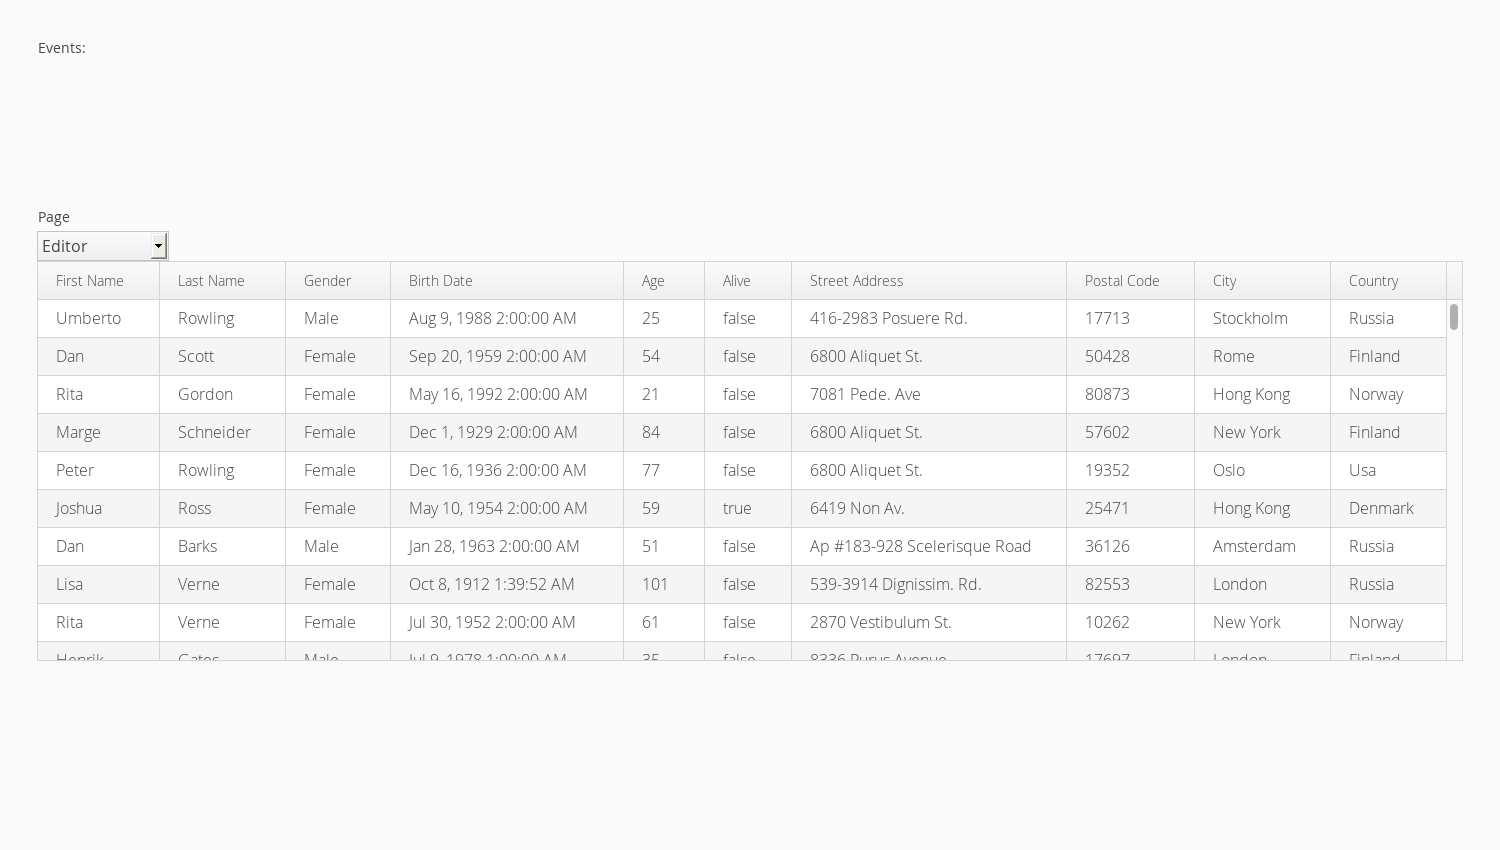 Events:
Page
Editor
First Name Last Name Gender Birth Date Age Alive Street Address Postal Code City Country
Umberto Rowling Male Aug 9, 1988 2:00:00 AM 25 false 416-2983 Posuere Rd. 17713 Stockholm Russia
Dan Scott Female Sep 20, 1959 2:00:00 AM 54 false 6800 Aliquet St. 50428 Rome Finland
Rita Gordon Female May 16, 1992 2:00:00 AM 21 false 7081 Pede. Ave 80873 Hong Kong Norway
Marge Schneider Female Dec 1, 1929 2:00:00 AM 84 false 6800 Aliquet St. 57602 New York Finland
Peter Rowling Female Dec 16, 1936 2:00:00 AM 77 false 6800 Aliquet St. 19352 Oslo Usa
Joshua Ross Female May 10, 1954 2:00:00 AM 59 true 6419 Non Av. 25471 Hong Kong Denmark
Dan Barks Male Jan 28, 1963 2:00:00 AM 51 false Ap #183-928 Scelerisque Road 36126 Amsterdam Russia
Lisa Verne Female Oct 8, 1912 1:39:52 AM 101 false 539-3914 Dignissim. Rd. 82553 London Russia
Rita Verne Female Jul 30, 1952 2:00:00 AM 61 false 2870 Vestibulum St. 10262 New York Norway
Henrik Gates Male Jul 9, 1978 1:00:00 AM 35 false 8336 Purus Avenue 17697 London Finland